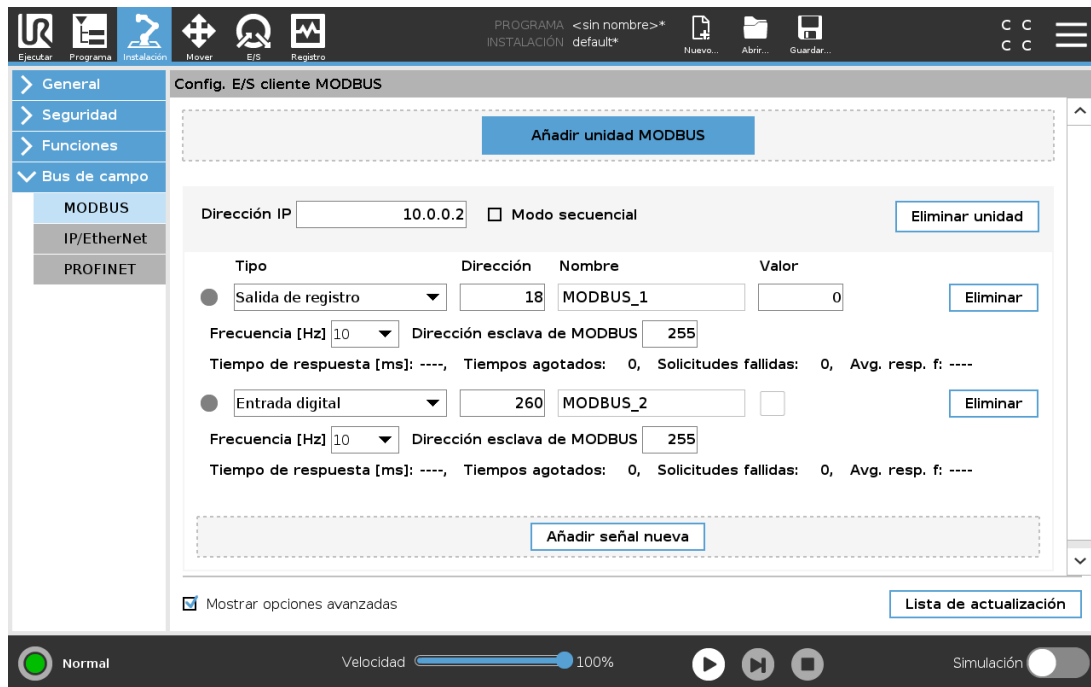 PROGRAMA <sin nombre>*
INSTALACIÓN default*
C C
C C
Ejecutar Programa Instalación Mover E/S Registro Nuevo... Abrir... Guardar...
General
Config. E/S cliente MODBUS
Seguridad
Funciones
Bus de campo
MODBUS
IP/EtherNet
PROFINET
Añadir unidad MODBUS
Dirección IP 10.0.0.2 Modo secuencial Eliminar unidad
Tipo Dirección Nombre Valor
Salida de registro 18 MODBUS_1 0 Eliminar
Frecuencia [Hz] 10 Dirección esclava de MODBUS 255
Tiempo de respuesta [ms]: ----, Tiempos agotados: 0, Solicitudes fallidas: 0, Avg. resp. f: ----
Entrada digital 260 MODBUS_2 Eliminar
Frecuencia [Hz] 10 Dirección esclava de MODBUS 255
Tiempo de respuesta [ms]: ----, Tiempos agotados: 0, Solicitudes fallidas: 0, Avg. resp. f: ----
Añadir señal nueva
Mostrar opciones avanzadas Lista de actualización
Normal Velocidad 100% Simulación